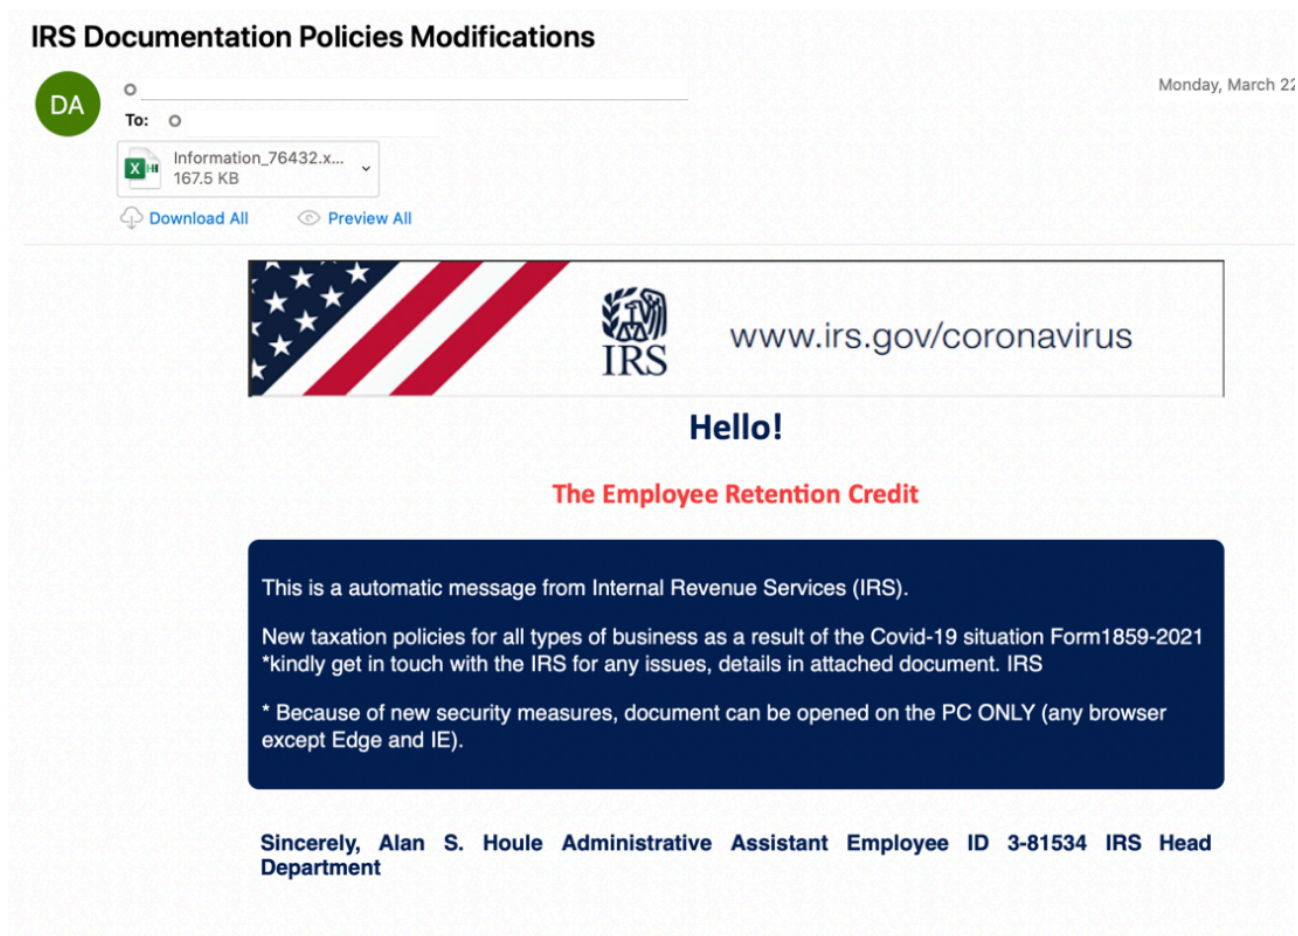 IRS Documentation Policies Modifications
DA
Monday, March 22
To:
Information_76432.x...
167.5 KB
Download All Preview All
IRS
www.irs.gov/coronavirus
Hello!
The Employee Retention Credit
This is a automatic message from Internal Revenue Services (IRS).
New taxation policies for all types of business as a result of the Covid-19 situation Form1859-2021
*kindly get in touch with the IRS for any issues, details in attached document. IRS
* Because of new security measures, document can be opened on the PC ONLY (any browser
except Edge and IE).
Sincerely, Alan S. Houle Administrative Assistant Employee ID 3-81534 IRS Head
Department